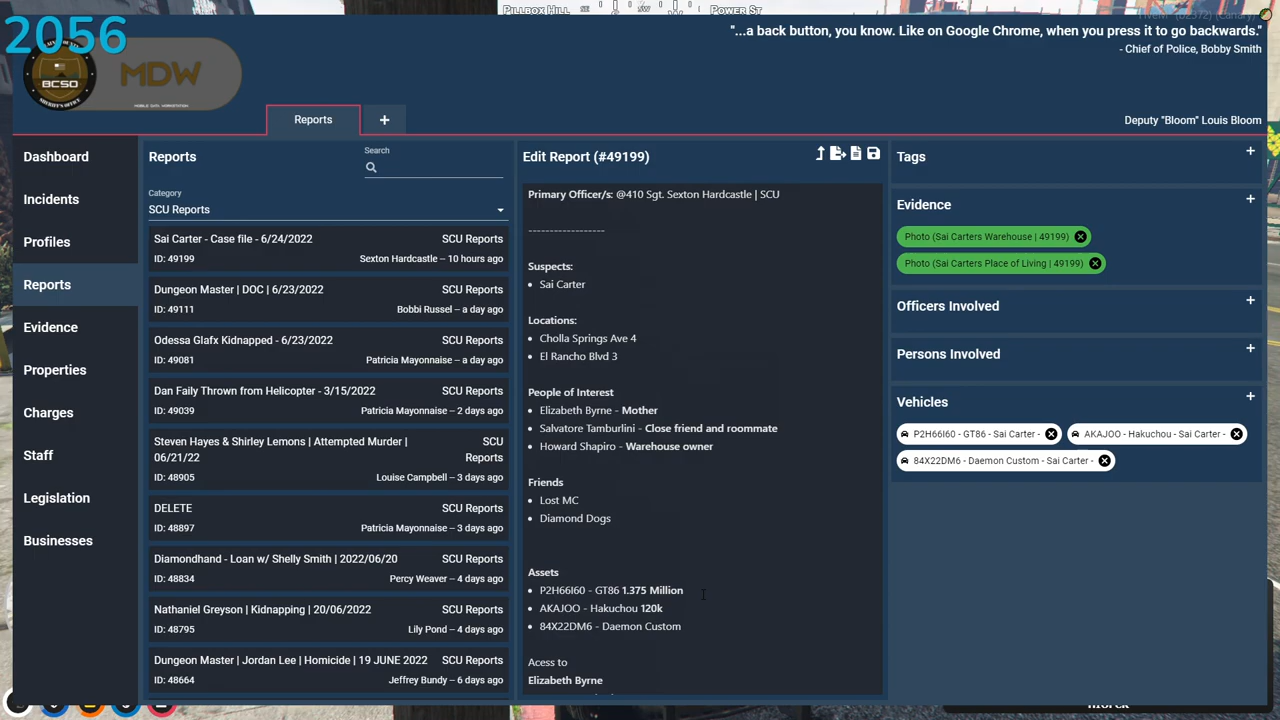 2056
PILLBOX HILL SE SW W POWER ST
"...a back button, you know. Like on Google Chrome, when you press it to go backwards."
- Chief of Police, Bobby Smith
BCSO
SHERIFF'S OFFICE
MDW
MOBILE DATA WORKSTATION
Reports
+
Deputy "Bloom" Louis Bloom
Dashboard
Incidents
Profiles
Reports
Evidence
Properties
Charges
Staff
Legislation
Businesses
Reports
Search
Category
SCU Reports
Sai Carter - Case file - 6/24/2022 SCU Reports
ID: 49199 Sexton Hardcastle – 10 hours ago
Dungeon Master | DOC | 6/23/2022 SCU Reports
ID: 49111 Bobbi Russel – a day ago
Odessa Glafx Kidnapped - 6/23/2022 SCU Reports
ID: 49081 Patricia Mayonnaise – a day ago
Dan Faily Thrown from Helicopter - 3/15/2022 SCU Reports
ID: 49039 Patricia Mayonnaise – 2 days ago
Steven Hayes & Shirley Lemons | Attempted Murder | SCU
06/21/22 Reports
ID: 48905 Louise Campbell – 3 days ago
DELETE SCU Reports
ID: 48897 Patricia Mayonnaise – 3 days ago
Diamondhand - Loan w/ Shelly Smith | 2022/06/20 SCU Reports
ID: 48834 Percy Weaver – 4 days ago
Nathaniel Greyson | Kidnapping | 20/06/2022 SCU Reports
ID: 48795 Lily Pond – 4 days ago
Dungeon Master | Jordan Lee | Homicide | 19 JUNE 2022 SCU Reports
ID: 48664 Jeffrey Bundy – 6 days ago
Edit Report (#49199)
Primary Officer/s: @410 Sgt. Sexton Hardcastle | SCU
------------------
Suspects:
• Sai Carter
Locations:
• Cholla Springs Ave 4
• El Rancho Blvd 3
People of Interest
• Elizabeth Byrne - Mother
• Salvatore Tamburlini - Close friend and roommate
• Howard Shapiro - Warehouse owner
Friends
• Lost MC
• Diamond Dogs
Assets
• P2H66I60 - GT86 1.375 Million
• AKAJOO - Hakuchou 120k
• 84X22DM6 - Daemon Custom
Acess to
Elizabeth Byrne
Tags +
Evidence +
Photo (Sai Carters Warehouse | 49199)
Photo (Sai Carters Place of Living | 49199)
Officers Involved +
Persons Involved +
Vehicles +
P2H66I60 - GT86 - Sai Carter -
AKAJOO - Hakuchou - Sai Carter -
84X22DM6 - Daemon Custom - Sai Carter -